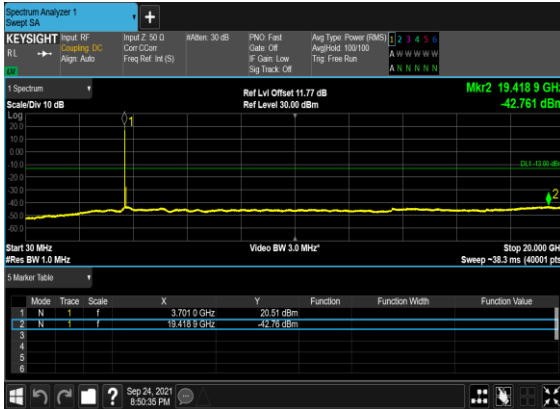 Spectrum Analyzer 1
Swept SA
+
KEYSIGHT
RL
Input: RF
Coupling: DC
Align: Auto
Input Z: 50 Ω
Corr CCorr
Freq Ref: Int (S)
#Atten: 30 dB
PNO: Fast
Gate: Off
IF Gain: Low
Sig Track: Off
Avg Type: Power (RMS)
Avg|Hold: 100/100
Trig: Free Run
1 2 3 4 5 6
A W W W W W
A N N N N N
1 Spectrum
Scale/Div 10 dB
Ref Lvl Offset 11.77 dB
Ref Level 30.00 dBm
Mkr2 19.418 9 GHz
-42.761 dBm
Log
20.0
10.0
0.00
-10.0
-20.0
-30.0
-40.0
-50.0
-60.0
1
DL1 -13.00 dBm
2
Start 30 MHz
#Res BW 1.0 MHz
Video BW 3.0 MHz*
Stop 20.000 GHz
Sweep ~38.3 ms (40001 pts)
5 Marker Table
Mode Trace Scale X Y Function Function Width Function Value
1 N 1 f 3.701 0 GHz 20.51 dBm
2 N 1 f 19.418 9 GHz -42.76 dBm
3
4
5
6
?
Sep 24, 2021
8:50:35 PM